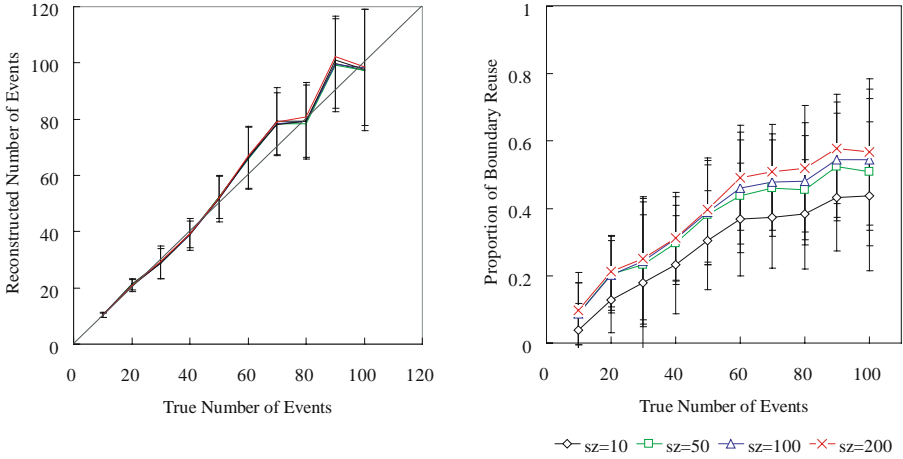 120
100
80
60
40
20
0
Reconstructed Number of Events
0 20 40 60 80 100 120
True Number of Events
1
0.8
0.6
0.4
0.2
0
Proportion of Boundary Reuse
0 20 40 60 80 100
True Number of Events
sz=10 sz=50 sz=100 sz=200